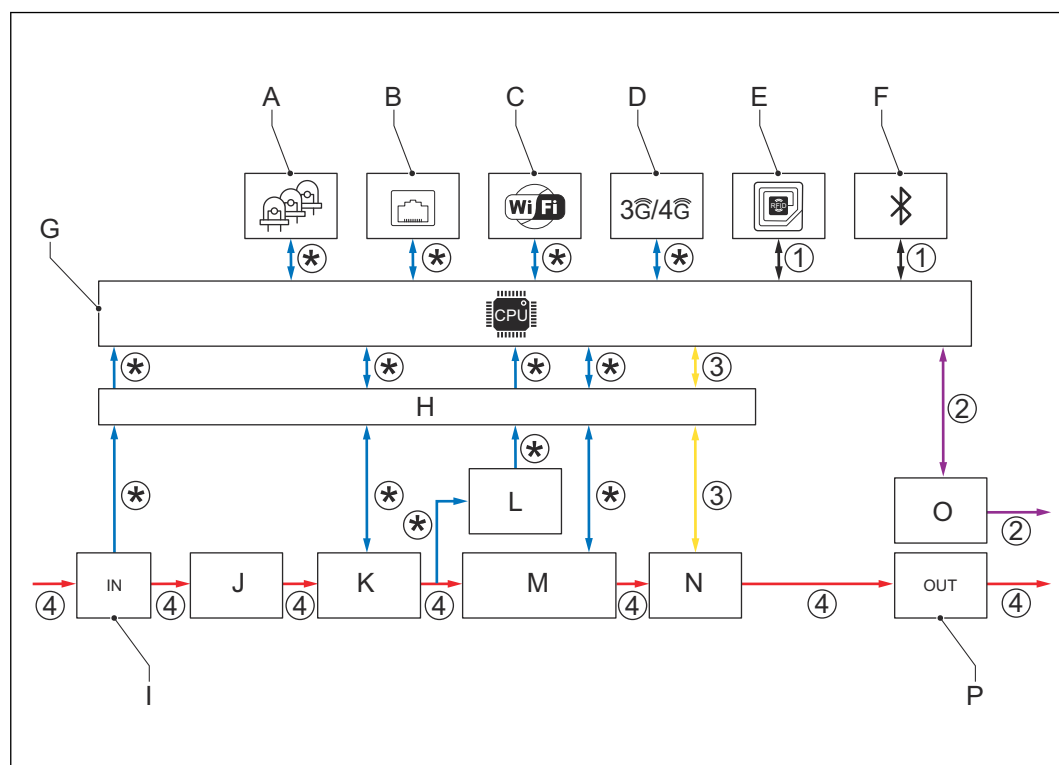 A B C D E F
Wi Fi 3G/4G RFID
G * * * * 1 1
CPU
* * * * 3
H 2
* * * * 3
L O
* 2
IN J K M N OUT
4 4 4 4 4 4 4
I P